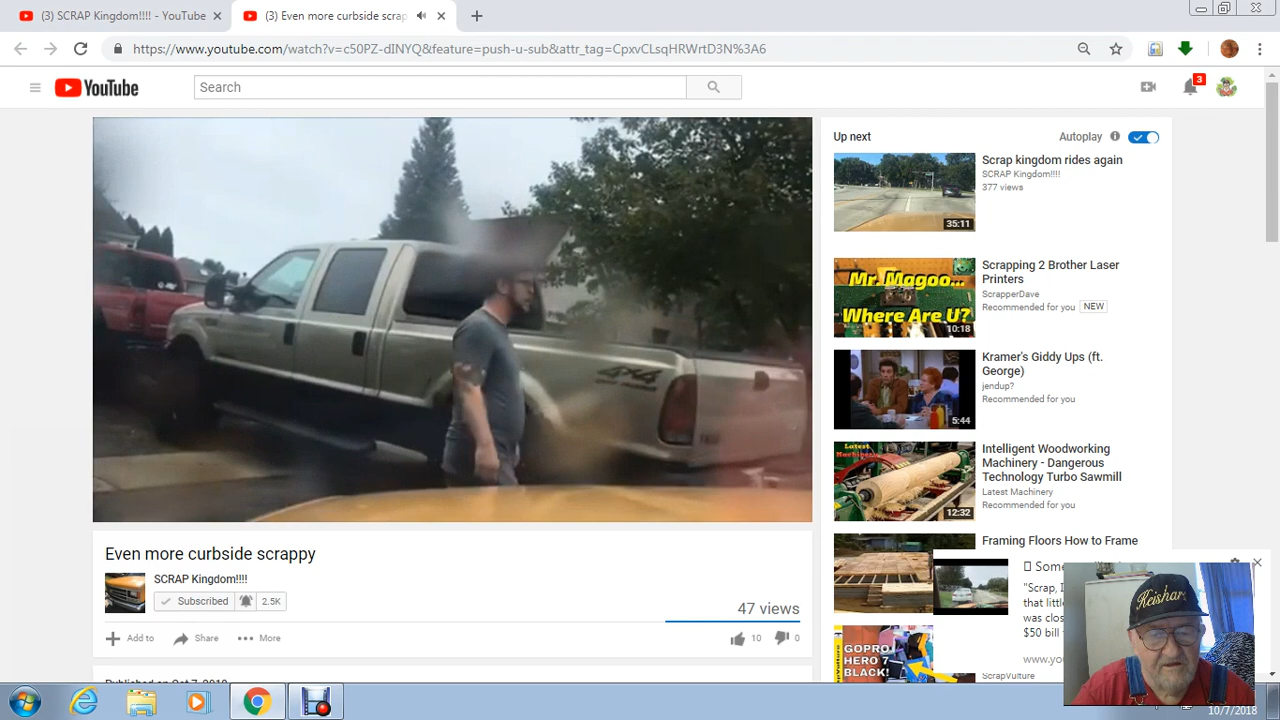 (3) SCRAP Kingdom!!!! - YouTube
(3) Even more curbside scrap
https://www.youtube.com/watch?v=c50PZ-dINYQ&feature=push-u-sub&attr_tag=CpxvCLsqHRWrtD3N%3A6
YouTube
Search
3
Up next
Autoplay
Scrap kingdom rides again
SCRAP Kingdom!!!!
377 views
35:11
Mr. Magoo...
Where Are U?
10:18
Scrapping 2 Brother Laser
Printers
ScrapperDave
Recommended for you NEW
Kramer's Giddy Ups (ft.
George)
jendup?
Recommended for you
5:44
Latest
Machinery
12:32
Intelligent Woodworking
Machinery - Dangerous
Technology Turbo Sawmill
Latest Machinery
Recommended for you
Framing Floors How to Frame
"Scrap, I
that littl
was clos
$50 bill
www.yo
GOPRO
HERO 7
BLACK!
ScrapVulture
Even more curbside scrappy
SCRAP Kingdom!!!!
Subscribed 2.5K
47 views
Add to
Share
More
10
0
10/7/2018